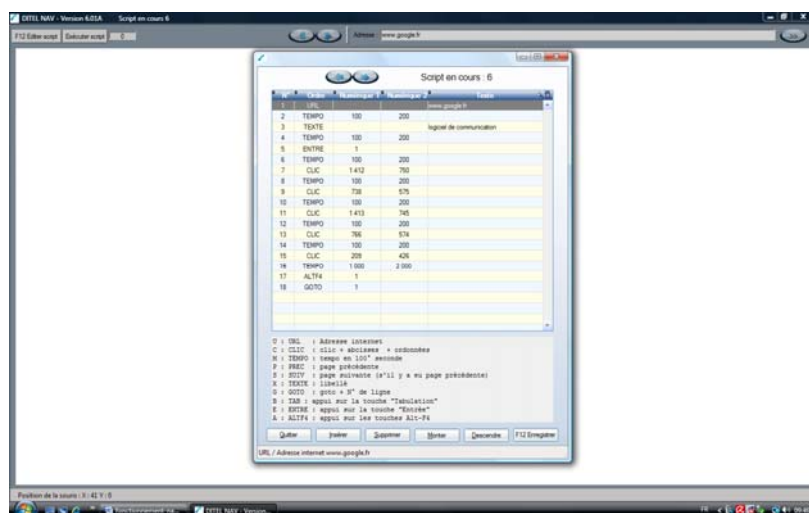 DITEL NAV - Version 6.01A Script en cours 6
F12 Editer script Exécuter script 0 Adresse www.google.fr
Script en cours : 6
N° Ordre Numérique 1 Numérique 2 Texte
1 URL www.google.fr
2 TEMPO 100 200
3 TEXTE logiciel de communication
4 TEMPO 100 200
5 ENTRE 1
6 TEMPO 100 200
7 CLIC 1 412 750
8 TEMPO 100 200
9 CLIC 738 575
10 TEMPO 100 200
11 CLIC 1 413 745
12 TEMPO 100 200
13 CLIC 766 574
14 TEMPO 100 200
15 CLIC 209 426
16 TEMPO 1 000 2 000
17 ALTF4 1
18 GOTO 1
U : URL : Adresse internet
C : CLIC : clic + abcisses + ordonnées
M : TEMPO : tempo en 100° seconde
P : PREC : page précédente
S : SUIV : page suivante (s'il y a eu page précédente)
X : TEXTE : libellé
G : GOTO : goto + N° de ligne
B : TAB : appui sur la touche "Tabulation"
E : ENTRE : appui sur la touche "Entrée"
A : ALTF4 : appui sur les touches Alt-F4
Quitter Insérer Supprimer Monter Descendre F12 Enregistrer
URL / Adresse internet www.google.fr
Position de la souris : X : 41 Y : 0
fonctionnement na... DITEL NAV - Version... FR